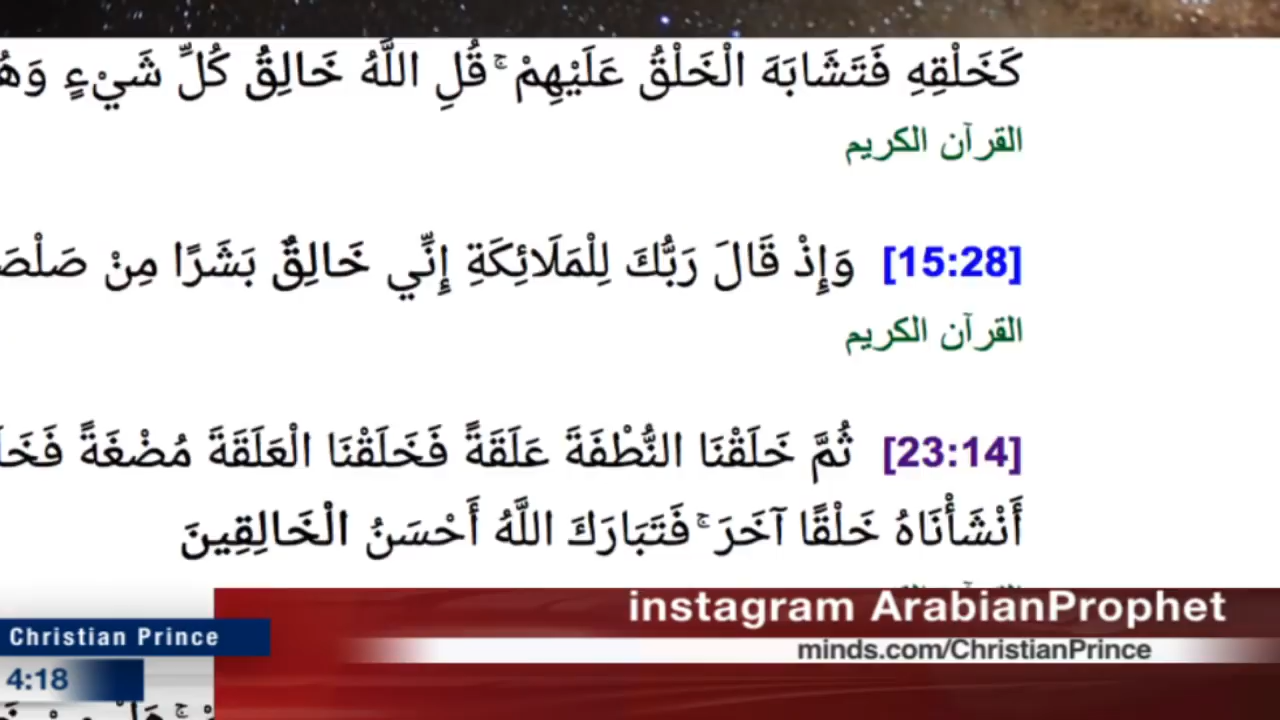 كَخَلْقِهِ فَتَشَابَهَ الْخَلْقُ عَلَيْهِمْ ۚ قُلِ اللَّهُ خَالِقُ كُلِّ شَيْءٍ
القرآن الكريم
[15:28] وَإِذْ قَالَ رَبُّكَ لِلْمَلَائِكَةِ إِنِّي خَالِقٌ بَشَرًا مِنْ
القرآن الكريم
[23:14] ثُمَّ خَلَقْنَا النُّطْفَةَ عَلَقَةً فَخَلَقْنَا الْعَلَقَةَ مُضْغَةً
أَنْشَأْنَاهُ خَلْقًا آخَرَ ۚ فَتَبَارَكَ اللَّهُ أَحْسَنُ الْخَالِقِينَ
instagram ArabianProphet
Christian Prince
minds.com/ChristianPrince
4:18